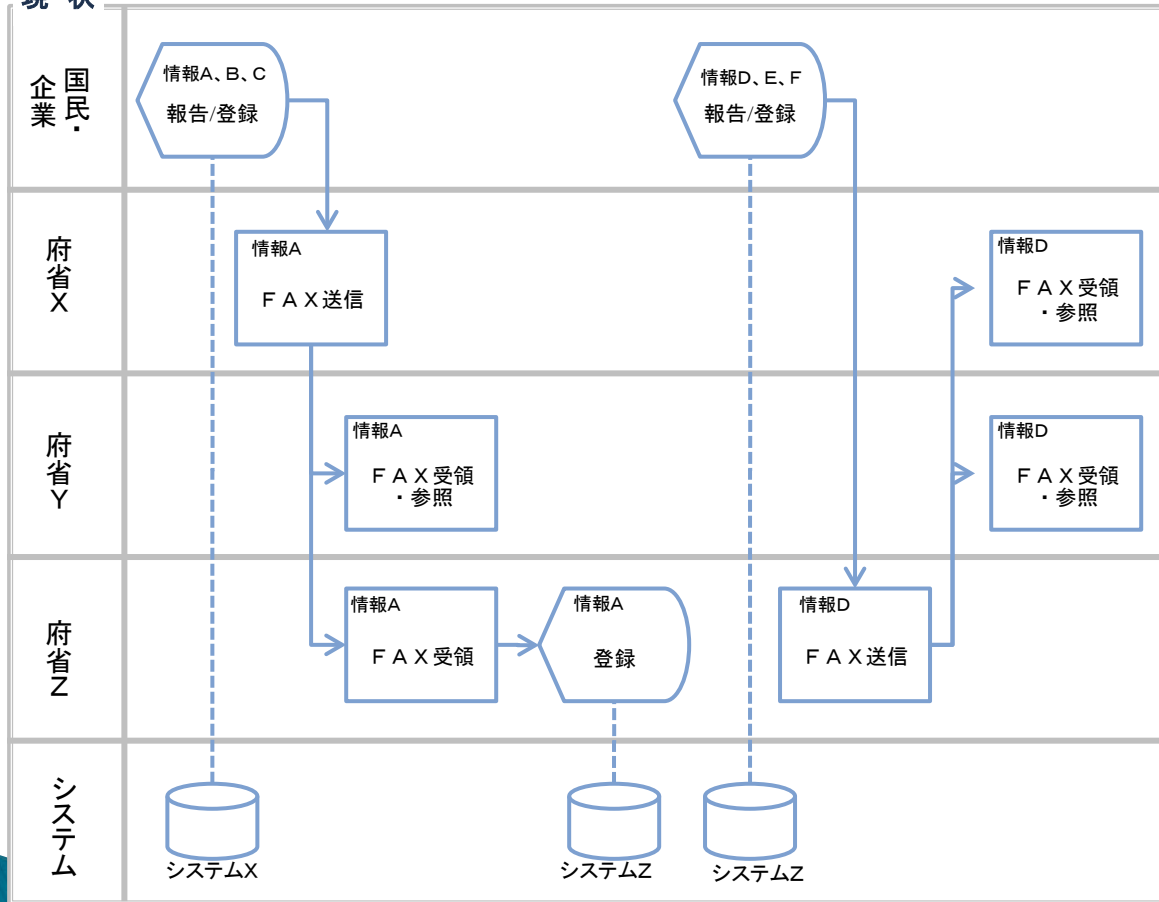 現 状
国民・
企業
情報A、B、C
報告/登録
情報D、E、F
報告/登録
府省X
情報A
ＦＡＸ送信
情報D
ＦＡＸ受領
・参照
府省Y
情報A
ＦＡＸ受領
・参照
情報D
ＦＡＸ受領
・参照
府省Z
情報A
ＦＡＸ受領
情報A
登録
情報D
ＦＡＸ送信
システム
システムX
システムZ
システムZ